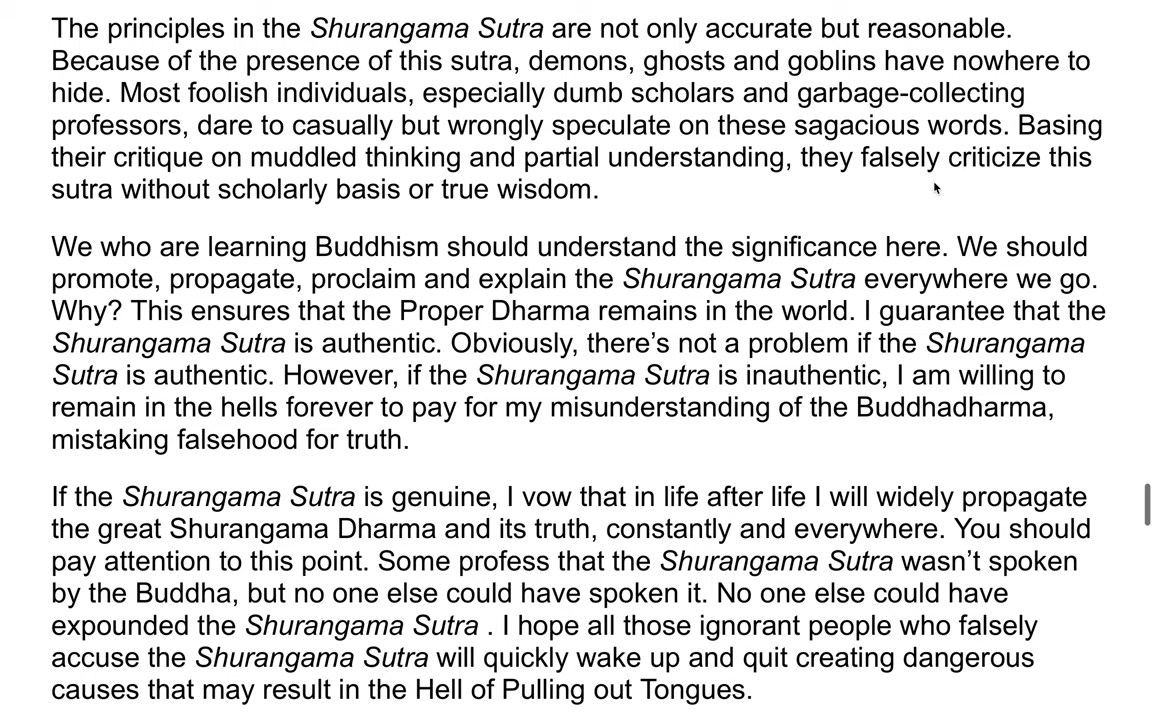 The principles in the Shurangama Sutra are not only accurate but reasonable.
Because of the presence of this sutra, demons, ghosts and goblins have nowhere to
hide. Most foolish individuals, especially dumb scholars and garbage-collecting
professors, dare to casually but wrongly speculate on these sagacious words. Basing
their critique on muddled thinking and partial understanding, they falsely criticize this
sutra without scholarly basis or true wisdom.
We who are learning Buddhism should understand the significance here. We should
promote, propagate, proclaim and explain the Shurangama Sutra everywhere we go.
Why? This ensures that the Proper Dharma remains in the world. I guarantee that the
Shurangama Sutra is authentic. Obviously, there’s not a problem if the Shurangama
Sutra is authentic. However, if the Shurangama Sutra is inauthentic, I am willing to
remain in the hells forever to pay for my misunderstanding of the Buddhadharma,
mistaking falsehood for truth.
If the Shurangama Sutra is genuine, I vow that in life after life I will widely propagate
the great Shurangama Dharma and its truth, constantly and everywhere. You should
pay attention to this point. Some profess that the Shurangama Sutra wasn’t spoken
by the Buddha, but no one else could have spoken it. No one else could have
expounded the Shurangama Sutra . I hope all those ignorant people who falsely
accuse the Shurangama Sutra will quickly wake up and quit creating dangerous
causes that may result in the Hell of Pulling out Tongues.